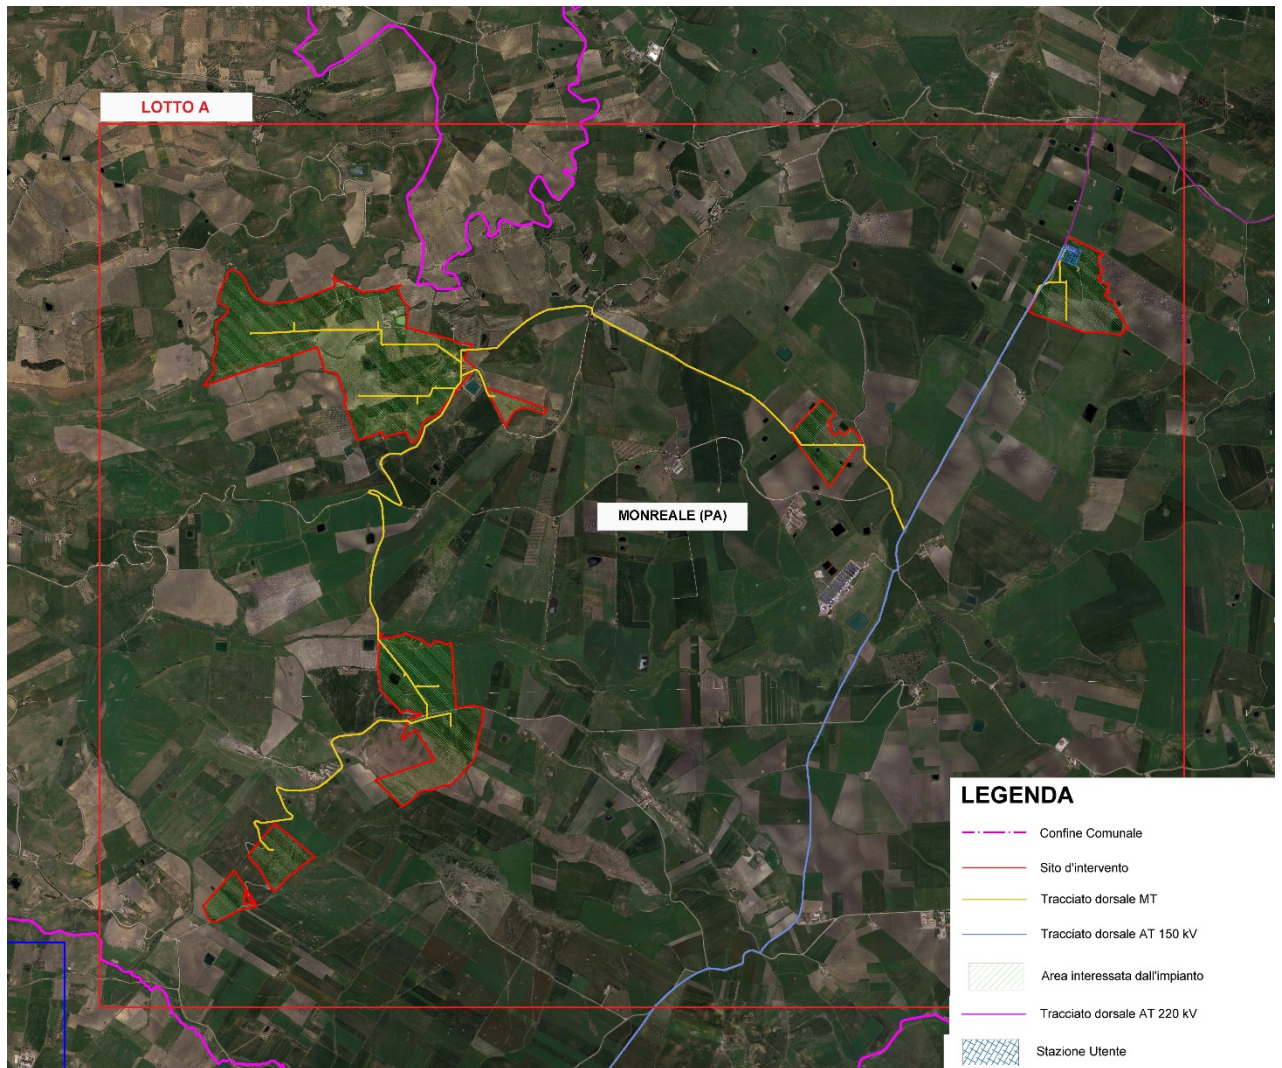 LOTTO A
MONREALE (PA)
LEGENDA
Confine Comunale
Sito d'intervento
Tracciato dorsale MT
Tracciato dorsale AT 150 kV
Area interessata dall'impianto
Tracciato dorsale AT 220 kV
Stazione Utente